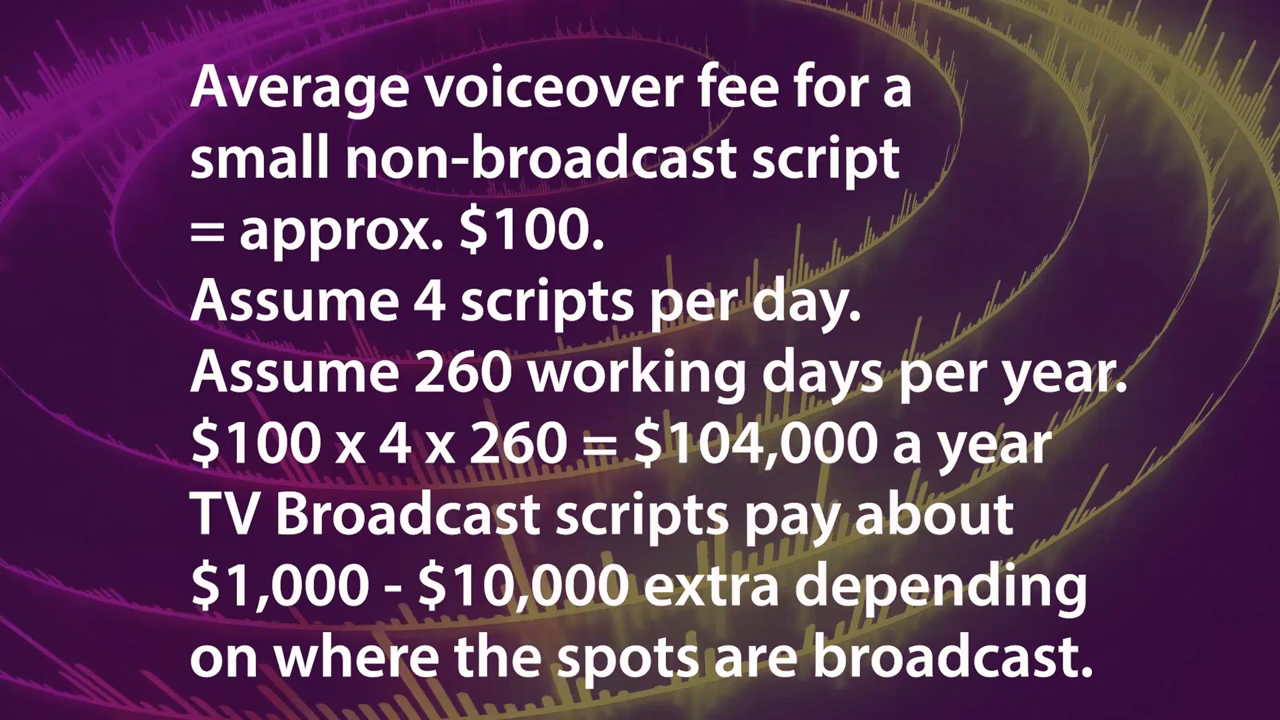 Average voiceover fee for a
small non-broadcast script
= approx. $100.
Assume 4 scripts per day.
Assume 260 working days per year.
$100 x 4 x 260 = $104,000 a year
TV Broadcast scripts pay about
$1,000 - $10,000 extra depending
on where the spots are broadcast.